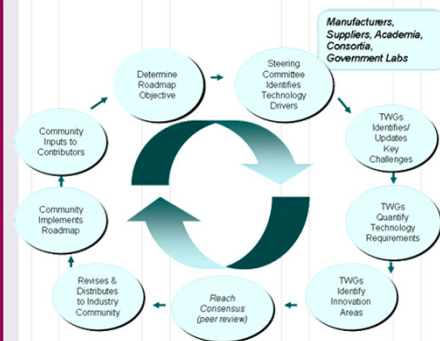 Manufacturers,
Suppliers, Academia,
Consortia,
Government Labs
Determine
Roadmap
Objective
Steering
Committee
Identifies
Technology
Drivers
TWGs
Identifies/
Updates
Key
Challenges
TWGs
Quantify
Technology
Requirements
TWGs
Identify
Innovation
Areas
Reach
Consensus
(peer review)
Revises &
Distributes
to Industry
Community
Community
Implements
Roadmap
Community
Inputs to
Contributors